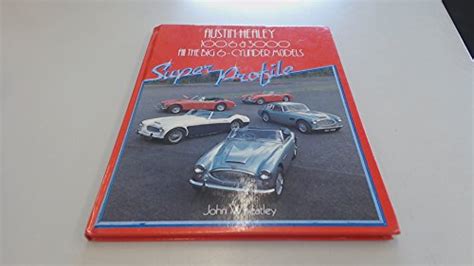 AUSTIN-HEALEY
100/6 & 3000
All THE BIG 6-CYLINDER MODELS
Super Profile
John Wheatley